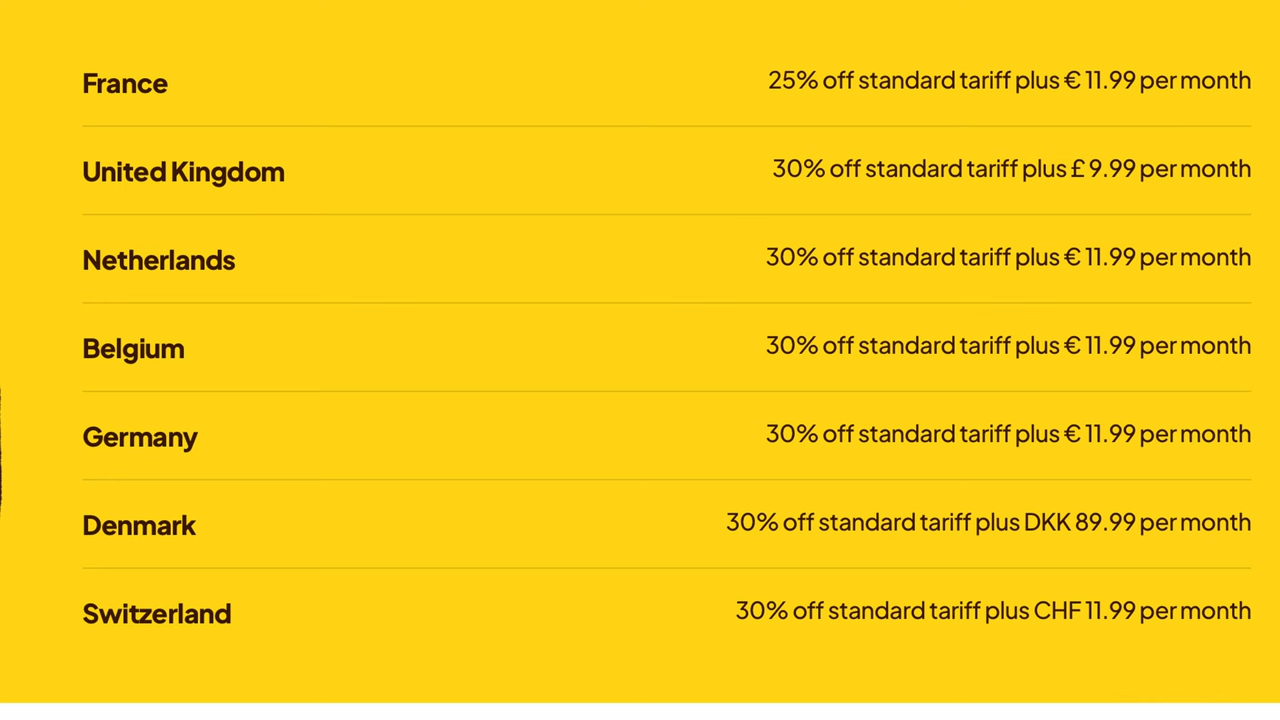 France
25% off standard tariff plus € 11.99 per month
United Kingdom
30% off standard tariff plus £ 9.99 per month
Netherlands
30% off standard tariff plus € 11.99 per month
Belgium
30% off standard tariff plus € 11.99 per month
Germany
30% off standard tariff plus € 11.99 per month
Denmark
30% off standard tariff plus DKK 89.99 per month
Switzerland
30% off standard tariff plus CHF 11.99 per month